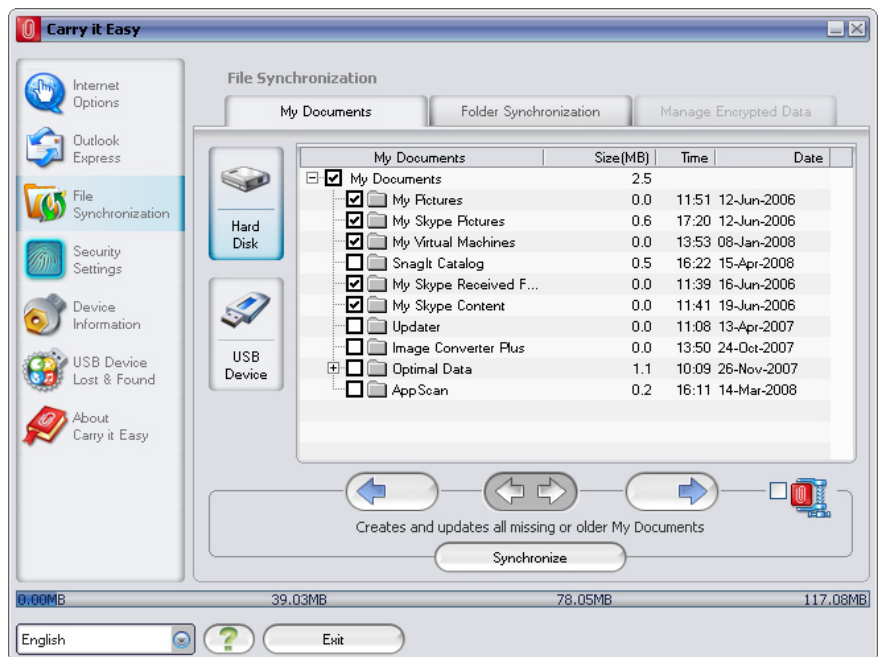 Carry it Easy
Internet
Options
Outlook
Express
File
Synchronization
Security
Settings
Device
Information
USB Device
Lost & Found
About
Carry it Easy
File Synchronization
My Documents
Folder Synchronization
Manage Encrypted Data
Hard
Disk
USB
Device
My Documents Size(MB) Time Date
My Documents 2.5
My Pictures 0.0 11:51 12-Jun-2006
My Skype Pictures 0.6 17:20 12-Jun-2006
My Virtual Machines 0.0 13:53 08-Jan-2008
SnagIt Catalog 0.5 16:22 15-Apr-2008
My Skype Received F... 0.0 11:39 16-Jun-2006
My Skype Content 0.0 11:41 19-Jun-2006
Updater 0.0 11:08 13-Apr-2007
Image Converter Plus 0.0 13:50 24-Oct-2007
Optimal Data 1.1 10:09 26-Nov-2007
AppScan 0.2 16:11 14-Mar-2008
Creates and updates all missing or older My Documents
Synchronize
0.00MB 39.03MB 78.05MB 117.08MB
English
?
Exit